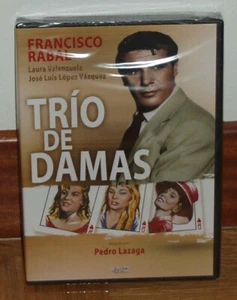 FRANCISCO
RABAL
Laura Valenzuela
José Luis López Vázquez
TRÍO
DE
DAMAS
Pedro Lazaga